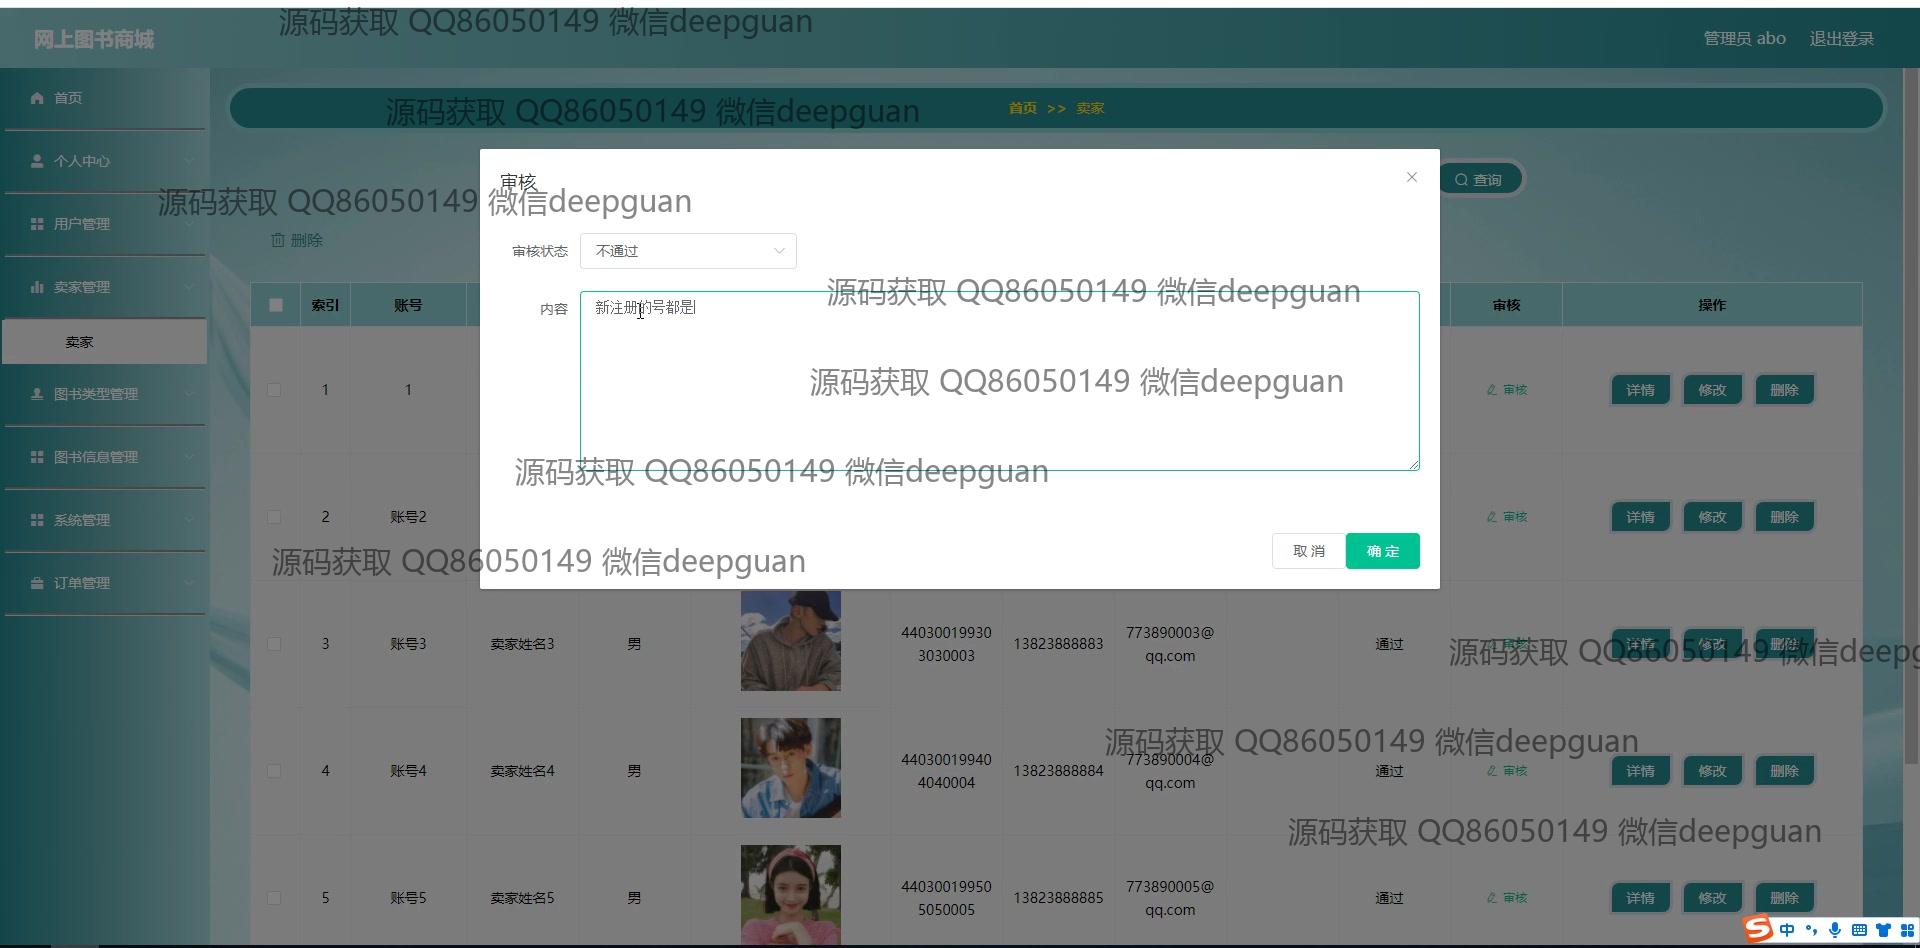 源码获取 QQ86050149 微信deepguan
网上图书商城
管理员 abo
退出登录
首页
源码获取 QQ86050149 微信deepguan
首页 >> 卖家
个人中心
审核
查询
源码获取 QQ86050149 微信deepguan
用户管理
删除
审核状态
不通过
卖家管理
源码获取 QQ86050149 微信deepguan
索引 账号 审核 操作
内容
新注册的号都是
卖家
源码获取 QQ86050149 微信deepguan
1 1 审核 详情 修改 删除
图书类型管理
图书信息管理
源码获取 QQ86050149 微信deepguan
2 账号2 审核 详情 修改 删除
系统管理
取消 确定
源码获取 QQ86050149 微信deepguan
订单管理
3 账号3 卖家姓名3 男 44030019930 13823888883 773890003@ 通过 审核 详情 修改 删除
3030003 qq.com
源码获取 QQ86050149 微信deepg
源码获取 QQ86050149 微信deepguan
4 账号4 卖家姓名4 男 44030019940 13823888884 773890004@ 通过 审核 详情 修改 删除
4040004 qq.com
源码获取 QQ86050149 微信deepguan
5 账号5 卖家姓名5 男 44030019950 13823888885 773890005@ 通过 审核 详情 修改 删除
5050005 qq.com
S 中